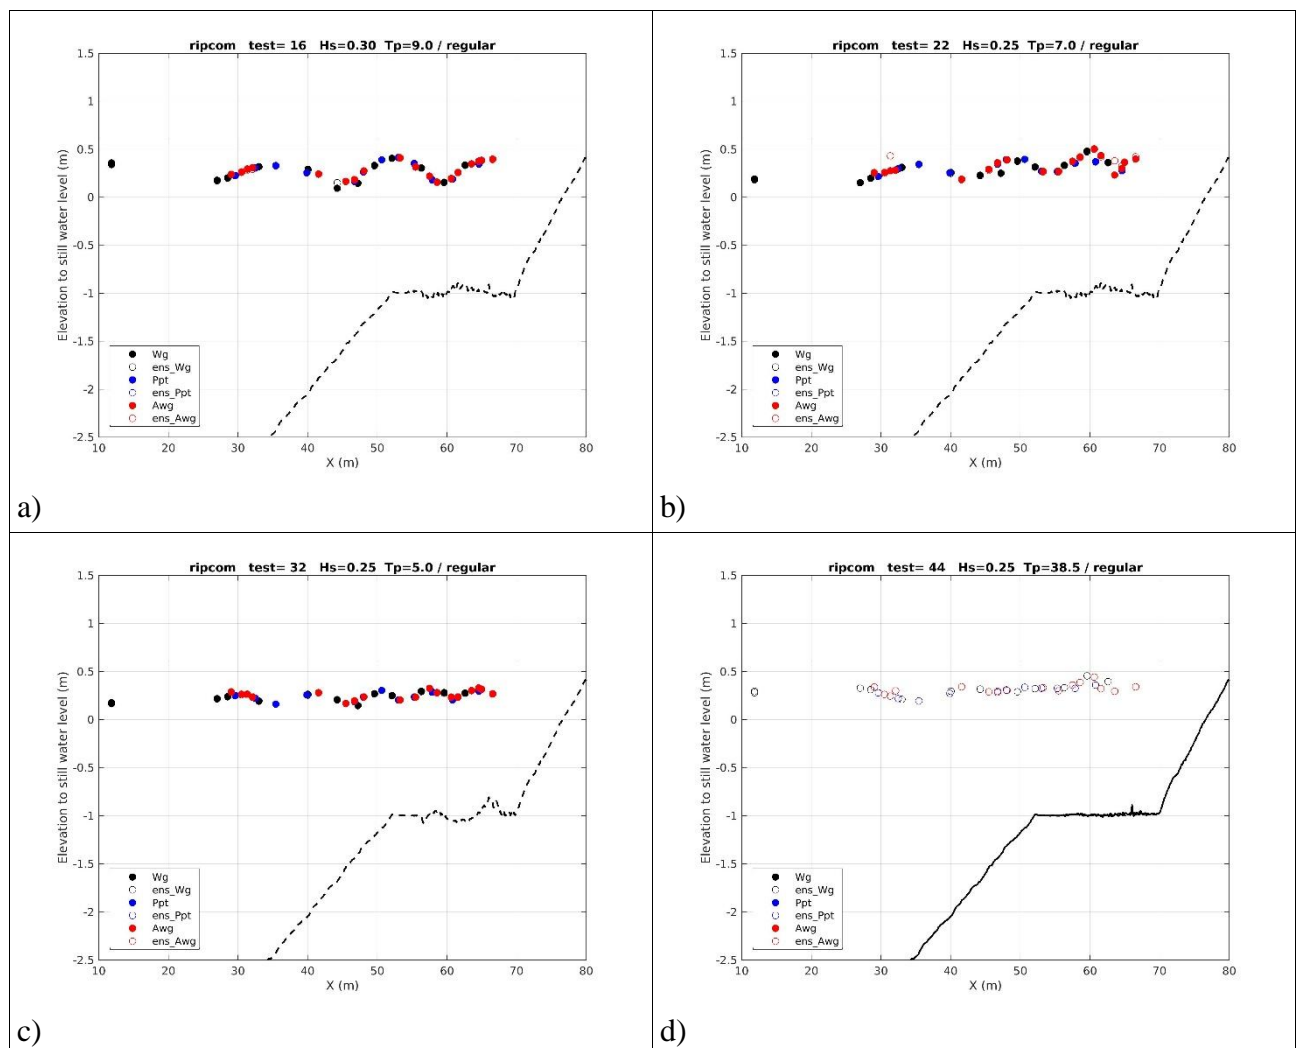 ripcom test= 16 Hs=0.30 Tp=9.0 / regular
1.5
1
0.5
0
-0.5
-1
-1.5
-2
-2.5
Elevation to still water level (m)
Wg
ens_Wg
Ppt
ens_Ppt
Awg
ens_Awg
10 20 30 40 50 60 70 80
X (m)
a)
ripcom test= 22 Hs=0.25 Tp=7.0 / regular
1.5
1
0.5
0
-0.5
-1
-1.5
-2
-2.5
Elevation to still water level (m)
Wg
ens_Wg
Ppt
ens_Ppt
Awg
ens_Awg
10 20 30 40 50 60 70 80
X (m)
b)
ripcom test= 32 Hs=0.25 Tp=5.0 / regular
1.5
1
0.5
0
-0.5
-1
-1.5
-2
-2.5
Elevation to still water level (m)
Wg
ens_Wg
Ppt
ens_Ppt
Awg
ens_Awg
10 20 30 40 50 60 70 80
X (m)
c)
ripcom test= 44 Hs=0.25 Tp=38.5 / regular
1.5
1
0.5
0
-0.5
-1
-1.5
-2
-2.5
Elevation to still water level (m)
Wg
ens_Wg
Ppt
ens_Ppt
Awg
ens_Awg
10 20 30 40 50 60 70 80
X (m)
d)